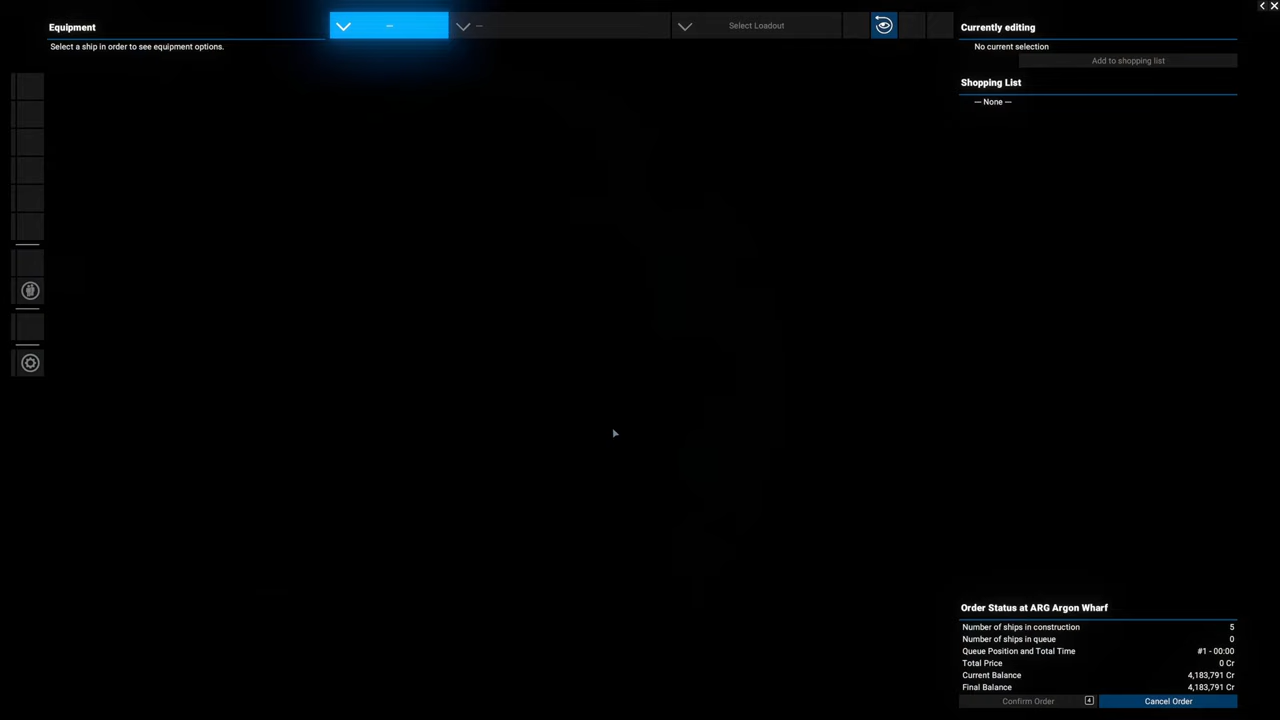 Equipment
Select a ship in order to see equipment options.
—
—
Select Loadout
Currently editing
No current selection
Add to shopping list
Shopping List
— None —
Order Status at ARG Argon Wharf
Number of ships in construction 5
Number of ships in queue 0
Queue Position and Total Time #1 - 00:00
Total Price 0 Cr
Current Balance 4,183,791 Cr
Final Balance 4,183,791 Cr
Confirm Order 4
Cancel Order